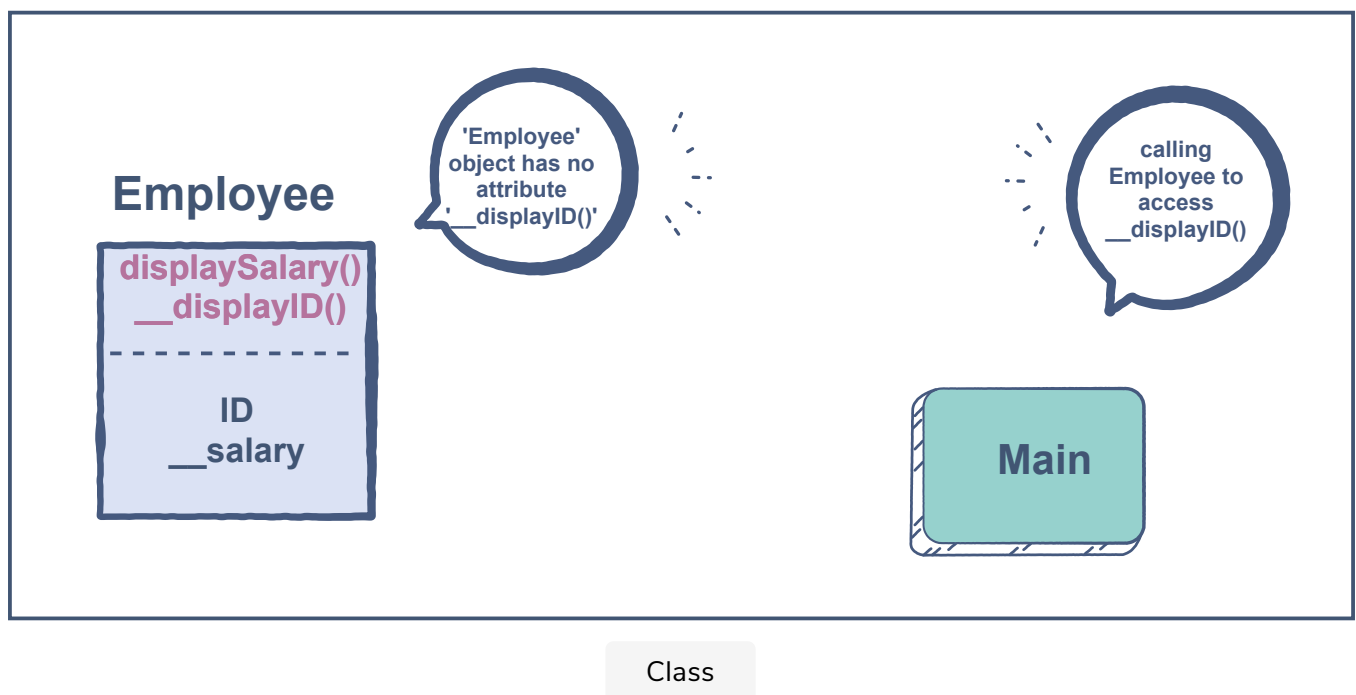 Employee
displaySalary()
__displayID()
ID
__salary
'Employee'
object has no
attribute
'__displayID()'
calling
Employee to
access
__displayID()
Main
Class